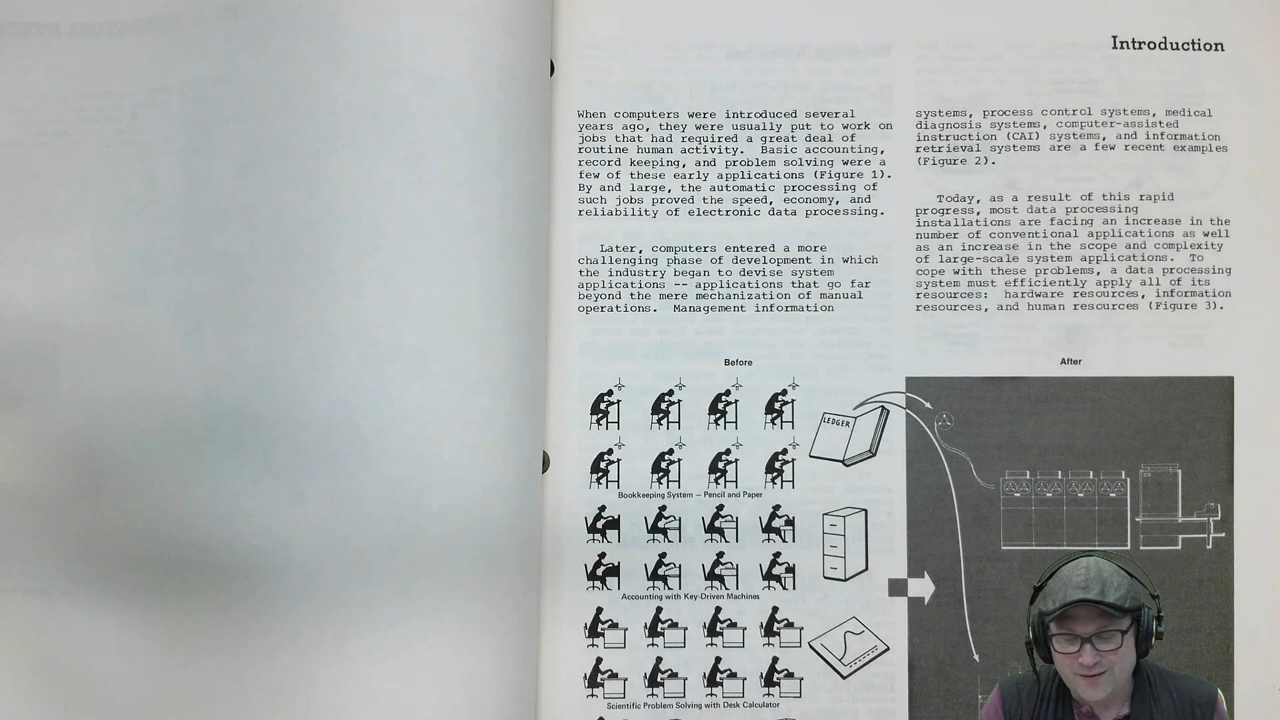 Introduction
When computers were introduced several
years ago, they were usually put to work on
jobs that had required a great deal of
routine human activity.  Basic accounting,
record keeping, and problem solving were a
few of these early applications (Figure 1).
By and large, the automatic processing of
such jobs proved the speed, economy, and
reliability of electronic data processing.
Later, computers entered a more
challenging phase of development in which
the industry began to devise system
applications -- applications that go far
beyond the mere mechanization of manual
operations.  Management information
systems, process control systems, medical
diagnosis systems, computer-assisted
instruction (CAI) systems, and information
retrieval systems are a few recent examples
(Figure 2).
Today, as a result of this rapid
progress, most data processing
installations are facing an increase in the
number of conventional applications as well
as an increase in the scope and complexity
of large-scale system applications.  To
cope with these problems, a data processing
system must efficiently apply all of its
resources:  hardware resources, information
resources, and human resources (Figure 3).
Before
After
LEDGER
Bookkeeping System — Pencil and Paper
Accounting with Key-Driven Machines
Scientific Problem Solving with Desk Calculator